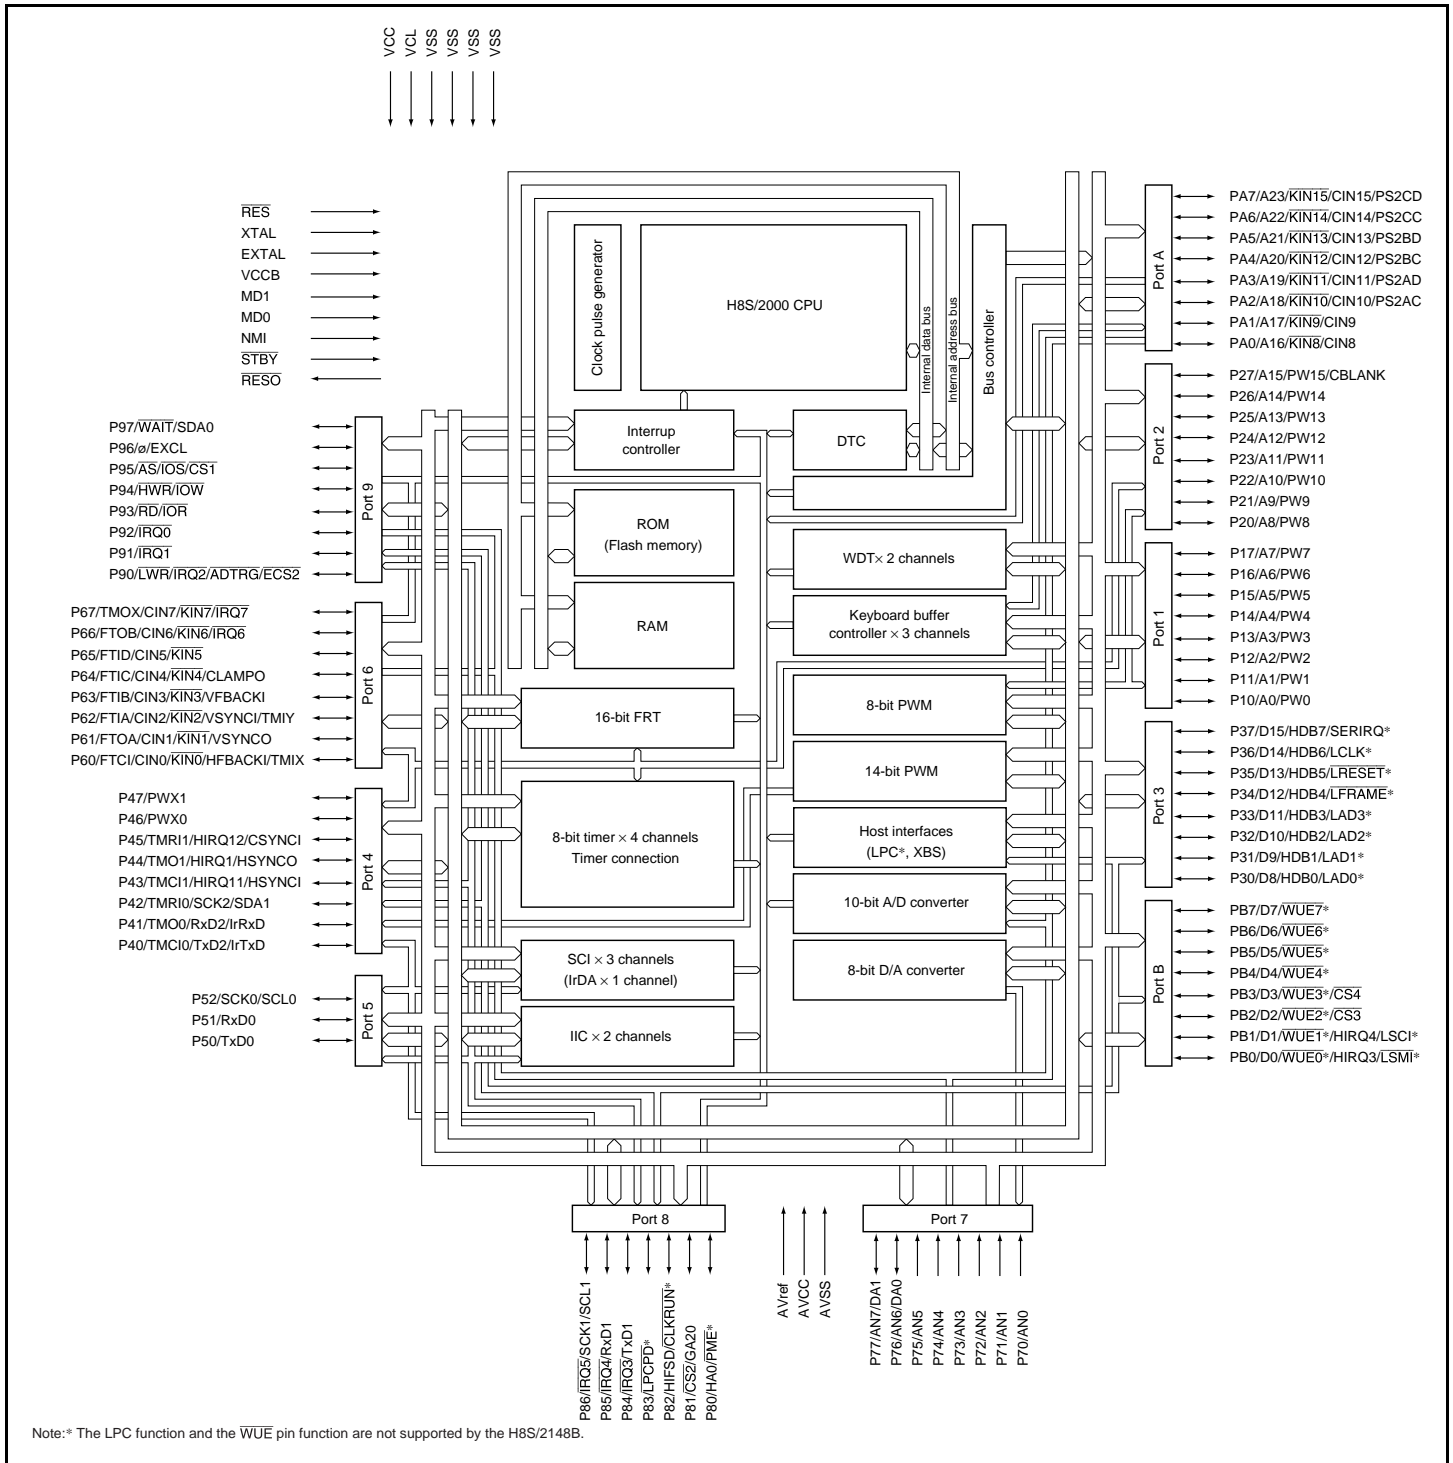 VCC
VCL
VSS
VSS
VSS
VSS
RES
XTAL
EXTAL
VCCB
MD1
MD0
NMI
STBY
RESO
P97/WAIT/SDA0
P96/ø/EXCL
P95/AS/IOS/CS1
P94/HWR/IOW
P93/RD/IOR
P92/IRQ0
P91/IRQ1
P90/LWR/IRQ2/ADTRG/ECS2
Port 9
P67/TMOX/CIN7/KIN7/IRQ7
P66/FTOB/CIN6/KIN6/IRQ6
P65/FTID/CIN5/KIN5
P64/FTIC/CIN4/KIN4/CLAMPO
P63/FTIB/CIN3/KIN3/VFBACKI
P62/FTIA/CIN2/KIN2/VSYNCI/TMIY
P61/FTOA/CIN1/KIN1/VSYNCO
P60/FTCI/CIN0/KIN0/HFBACKI/TMIX
Port 6
P47/PWX1
P46/PWX0
P45/TMRI1/HIRQ12/CSYNCI
P44/TMO1/HIRQ1/HSYNCO
P43/TMCI1/HIRQ11/HSYNCI
P42/TMRI0/SCK2/SDA1
P41/TMO0/RxD2/IrRxD
P40/TMCI0/TxD2/IrTxD
Port 4
P52/SCK0/SCL0
P51/RxD0
P50/TxD0
Port 5
Clock pulse generator
H8S/2000 CPU
Internal data bus
Internal address bus
Bus controller
Interrup
controller
DTC
ROM
(Flash memory)
RAM
WDT× 2 channels
Keyboard buffer
controller × 3 channels
16-bit FRT
8-bit PWM
14-bit PWM
8-bit timer × 4 channels
Timer connection
Host interfaces
(LPC*, XBS)
10-bit A/D converter
SCI × 3 channels
(IrDA × 1 channel)
8-bit D/A converter
IIC × 2 channels
Port A
PA7/A23/KIN15/CIN15/PS2CD
PA6/A22/KIN14/CIN14/PS2CC
PA5/A21/KIN13/CIN13/PS2BD
PA4/A20/KIN12/CIN12/PS2BC
PA3/A19/KIN11/CIN11/PS2AD
PA2/A18/KIN10/CIN10/PS2AC
PA1/A17/KIN9/CIN9
PA0/A16/KIN8/CIN8
Port 2
P27/A15/PW15/CBLANK
P26/A14/PW14
P25/A13/PW13
P24/A12/PW12
P23/A11/PW11
P22/A10/PW10
P21/A9/PW9
P20/A8/PW8
Port 1
P17/A7/PW7
P16/A6/PW6
P15/A5/PW5
P14/A4/PW4
P13/A3/PW3
P12/A2/PW2
P11/A1/PW1
P10/A0/PW0
Port 3
P37/D15/HDB7/SERIRQ*
P36/D14/HDB6/LCLK*
P35/D13/HDB5/LRESET*
P34/D12/HDB4/LFRAME*
P33/D11/HDB3/LAD3*
P32/D10/HDB2/LAD2*
P31/D9/HDB1/LAD1*
P30/D8/HDB0/LAD0*
Port B
PB7/D7/WUE7*
PB6/D6/WUE6*
PB5/D5/WUE5*
PB4/D4/WUE4*
PB3/D3/WUE3*/CS4
PB2/D2/WUE2*/CS3
PB1/D1/WUE1*/HIRQ4/LSCI*
PB0/D0/WUE0*/HIRQ3/LSMI*
Port 8
P86/IRQ5/SCK1/SCL1
P85/IRQ4/RxD1
P84/IRQ3/TxD1
P83/LPCPD*
P82/HIFSD/CLKRUN*
P81/CS2/GA20
P80/HA0/PME*
AVref
AVCC
AVSS
Port 7
P77/AN7/DA1
P76/AN6/DA0
P75/AN5
P74/AN4
P73/AN3
P72/AN2
P71/AN1
P70/AN0
Note:* The LPC function and the WUE pin function are not supported by the H8S/2148B.